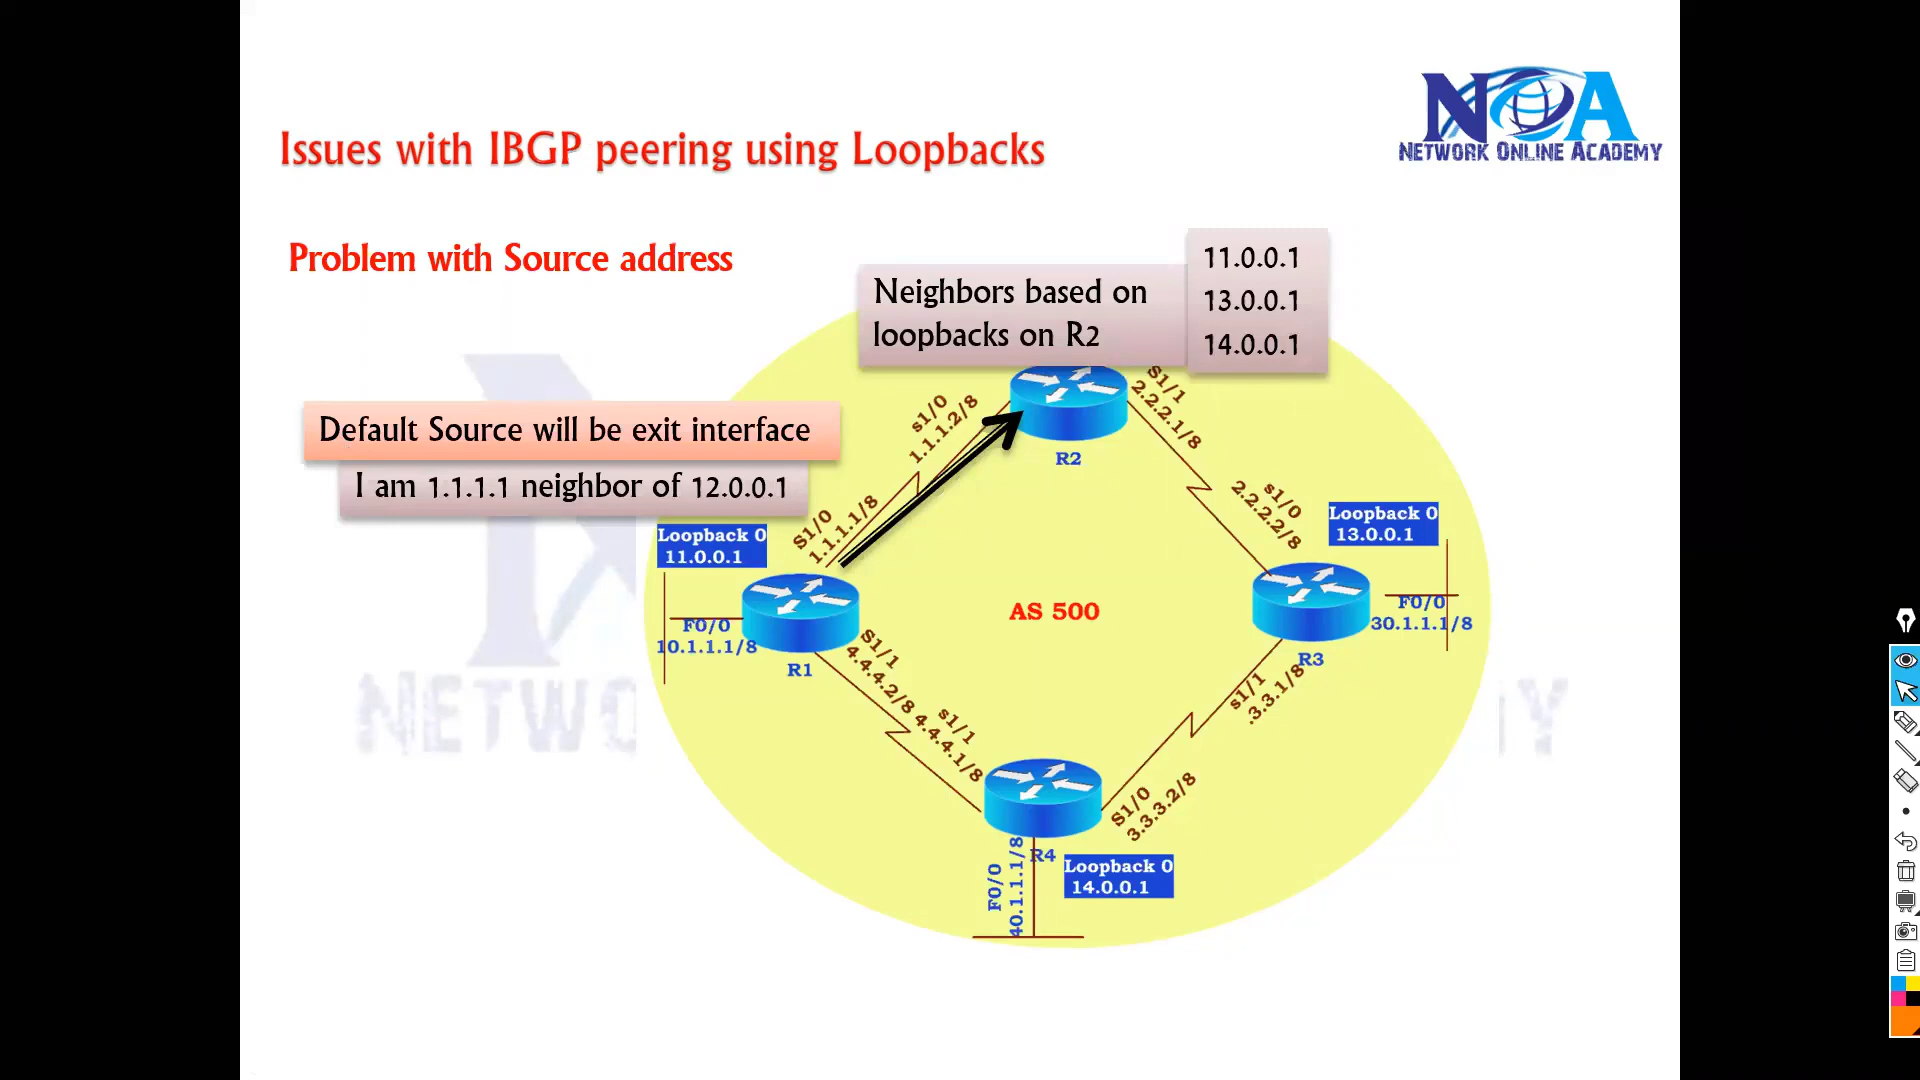 Issues with IBGP peering using Loopbacks
NOA
NETWORK ONLINE ACADEMY
Problem with Source address
Neighbors based on
loopbacks on R2
11.0.0.1
13.0.0.1
14.0.0.1
Default Source will be exit interface
I am 1.1.1.1 neighbor of 12.0.0.1
s1/0
1.1.1.2/8
S1/1
2.2.2.1/8
R2
S1/0
1.1.1.1/8
s1/0
2.2.2.2/8
Loopback 0
11.0.0.1
Loopback 0
13.0.0.1
AS 500
F0/0
10.1.1.1/8
R1
F0/0
30.1.1.1/8
R3
S1/1
4.4.4.2/8
s1/1
4.4.4.1/8
s1/1
.3.3.1/8
S1/0
3.3.3.2/8
R4
Loopback 0
14.0.0.1
F0/0
40.1.1.1/8
NETWO
MY